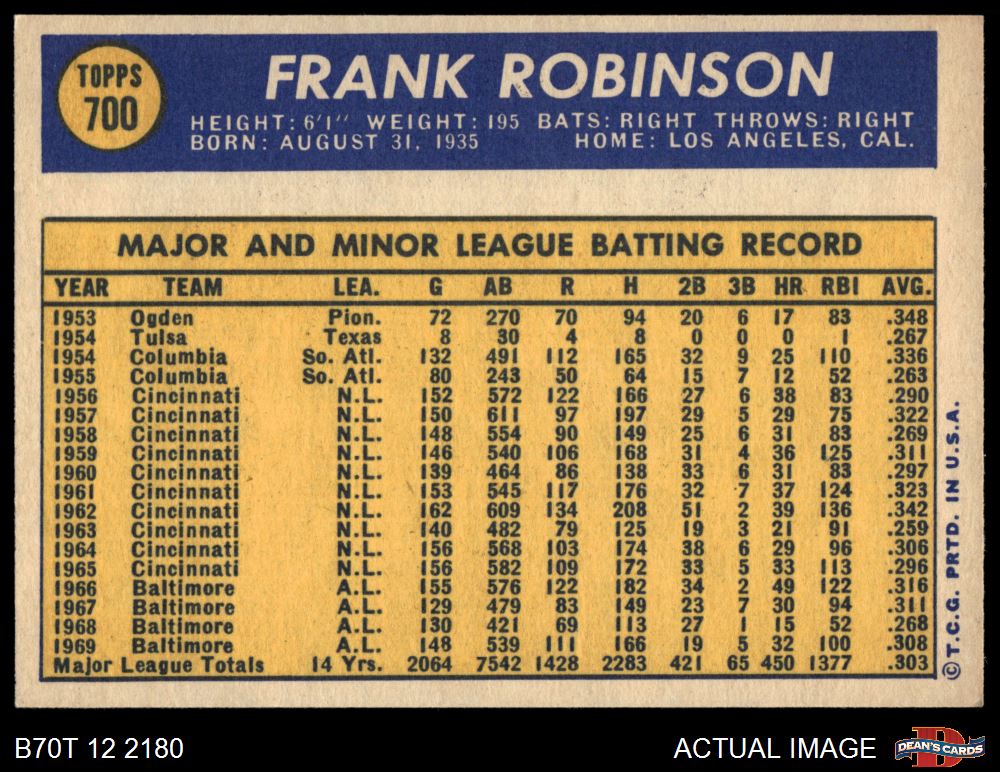 TOPPS
700
FRANK ROBINSON
HEIGHT: 6'1" WEIGHT: 195 BATS: RIGHT THROWS: RIGHT
BORN: AUGUST 31, 1935 HOME: LOS ANGELES, CAL.
MAJOR AND MINOR LEAGUE BATTING RECORD
YEAR TEAM LEA. G AB R H 2B 3B HR RBI AVG.
1953 Ogden Pion. 72 270 70 94 20 6 17 83 .348
1954 Tulsa Texas 8 30 4 8 0 0 0 1 .267
1954 Columbia So. Atl. 132 491 112 165 32 9 25 110 .336
1955 Columbia So. Atl. 80 243 50 64 15 7 12 52 .263
1956 Cincinnati N.L. 152 572 122 166 27 6 38 83 .290
1957 Cincinnati N.L. 150 611 97 197 29 5 29 75 .322
1958 Cincinnati N.L. 148 554 90 149 25 6 31 83 .269
1959 Cincinnati N.L. 146 540 106 168 31 4 36 125 .311
1960 Cincinnati N.L. 139 464 86 138 33 6 31 83 .297
1961 Cincinnati N.L. 153 545 117 176 32 7 37 124 .323
1962 Cincinnati N.L. 162 609 134 208 51 2 39 136 .342
1963 Cincinnati N.L. 140 482 79 125 19 3 21 91 .259
1964 Cincinnati N.L. 156 568 103 174 38 6 29 96 .306
1965 Cincinnati N.L. 156 582 109 172 33 5 33 113 .296
1966 Baltimore A.L. 155 576 122 182 34 2 49 122 .316
1967 Baltimore A.L. 129 479 83 149 23 7 30 94 .311
1968 Baltimore A.L. 130 421 69 113 27 1 15 52 .268
1969 Baltimore A.L. 148 539 111 166 19 5 32 100 .308
Major League Totals 14 Yrs. 2064 7542 1428 2283 421 65 450 1377 .303
©T.C.G. PRTD. IN U.S.A.
B70T 12 2180
ACTUAL IMAGE
DEAN'S CARDS